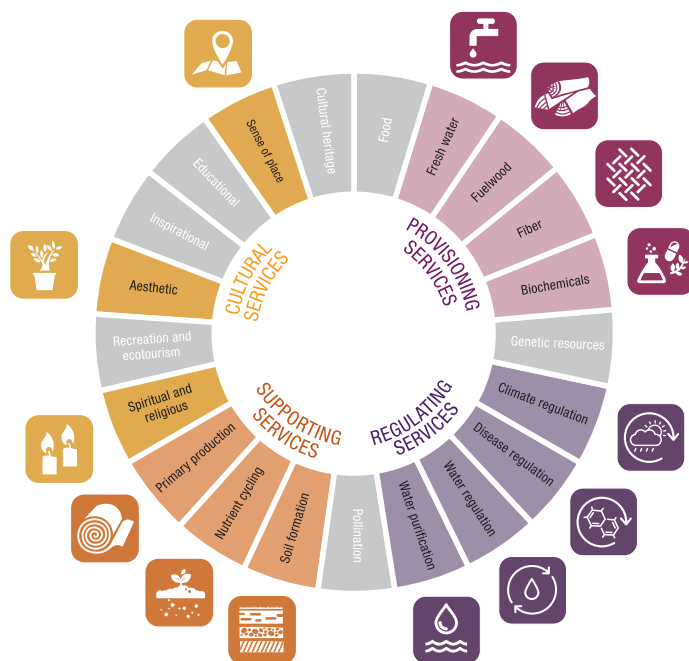 Food
Fresh water
Fuelwood
Fiber
Biochemicals
Genetic resources
Climate regulation
Disease regulation
Water regulation
Water purification
Pollination
Soil formation
Nutrient cycling
Primary production
Spiritual and
religious
Recreation and
ecotourism
Aesthetic
Inspirational
Educational
Sense of place
Cultural heritage
PROVISIONING
SERVICES
REGULATING
SERVICES
SUPPORTING
SERVICES
CULTURAL
SERVICES